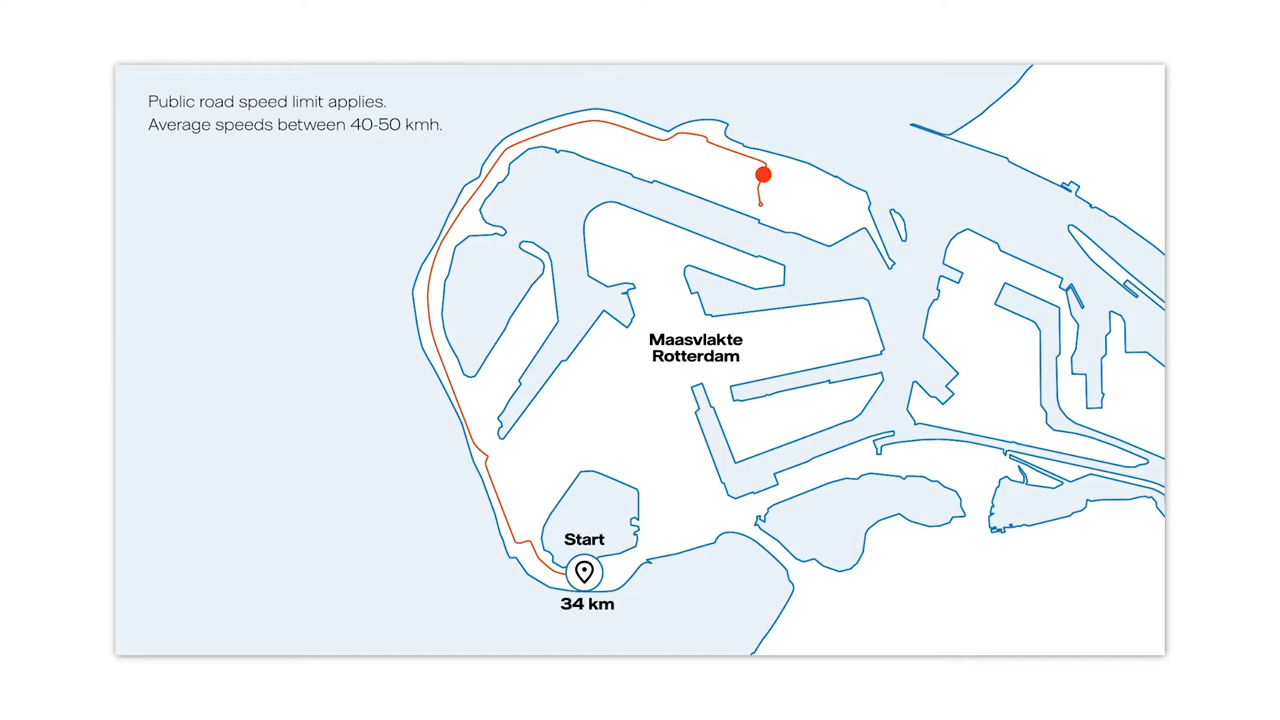 Public road speed limit applies.
Average speeds between 40-50 kmh.
Maasvlakte
Rotterdam
Start
34 km